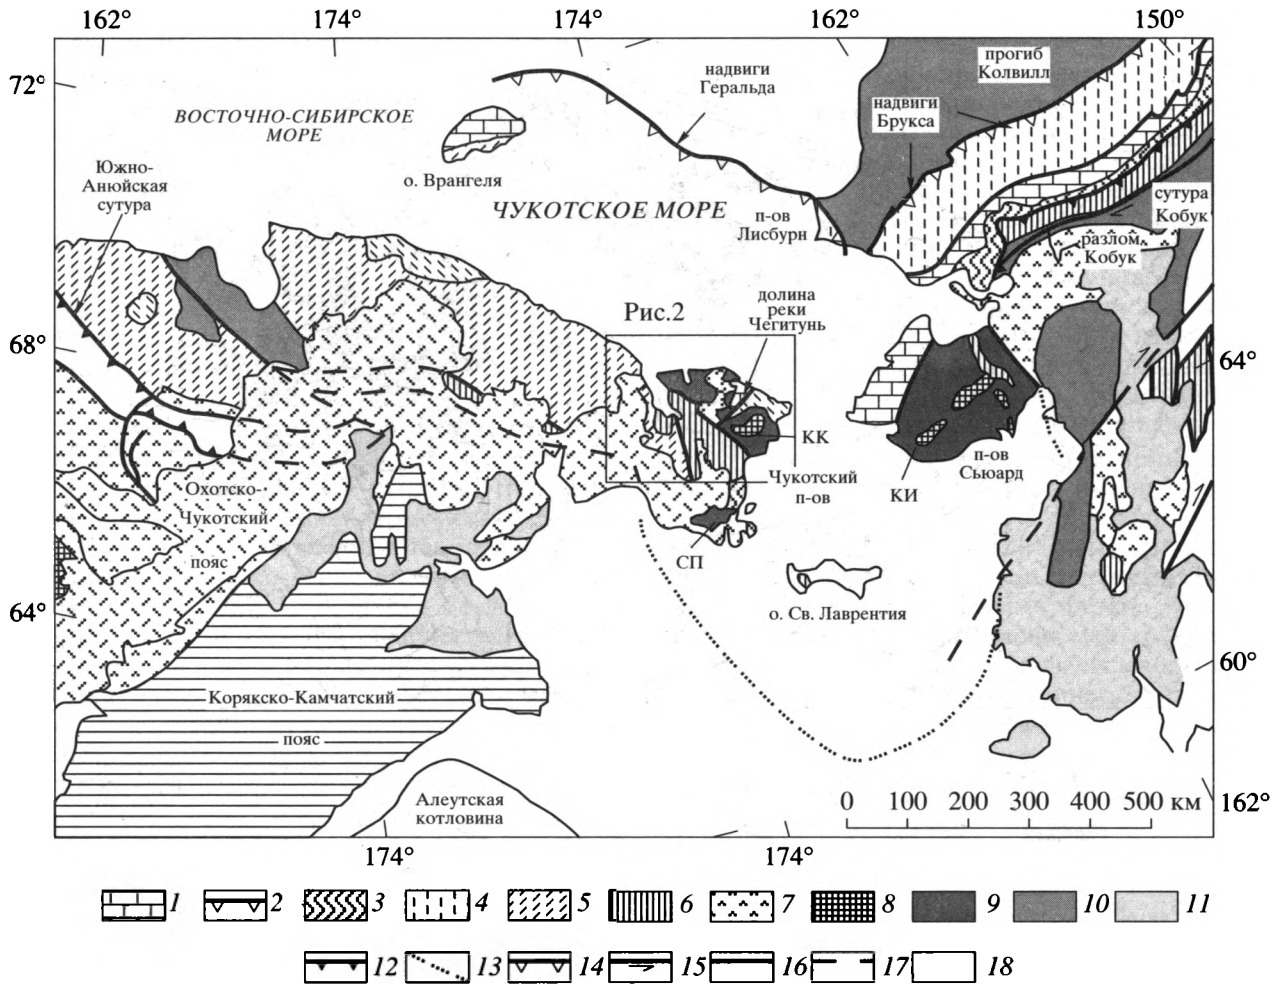 162°
174°
174°
162°
150°
72°
68°
64°
64°
60°
162°
174°
174°
ВОСТОЧНО-СИБИРСКОЕ
МОРЕ
Южно-
Анюйская
сутура
о. Врангеля
надвиги
Геральда
ЧУКОТСКОЕ МОРЕ
п-ов
Лисбурн
прогиб
Колвилл
надвиги
Брукса
сутура
Кобук
разлом
Кобук
Рис.2
долина
реки
Чегитунь
КК
Чукотский
п-ов
СП
КИ
п-ов
Сьюард
о. Св. Лаврентия
Охотско-
Чукотский
пояс
Корякско-Камчатский
пояс
Алеутская
котловина
0 100 200 300 400 500 км
1 2 3 4 5 6 7 8 9 10 11
12 13 14 15 16 17 18